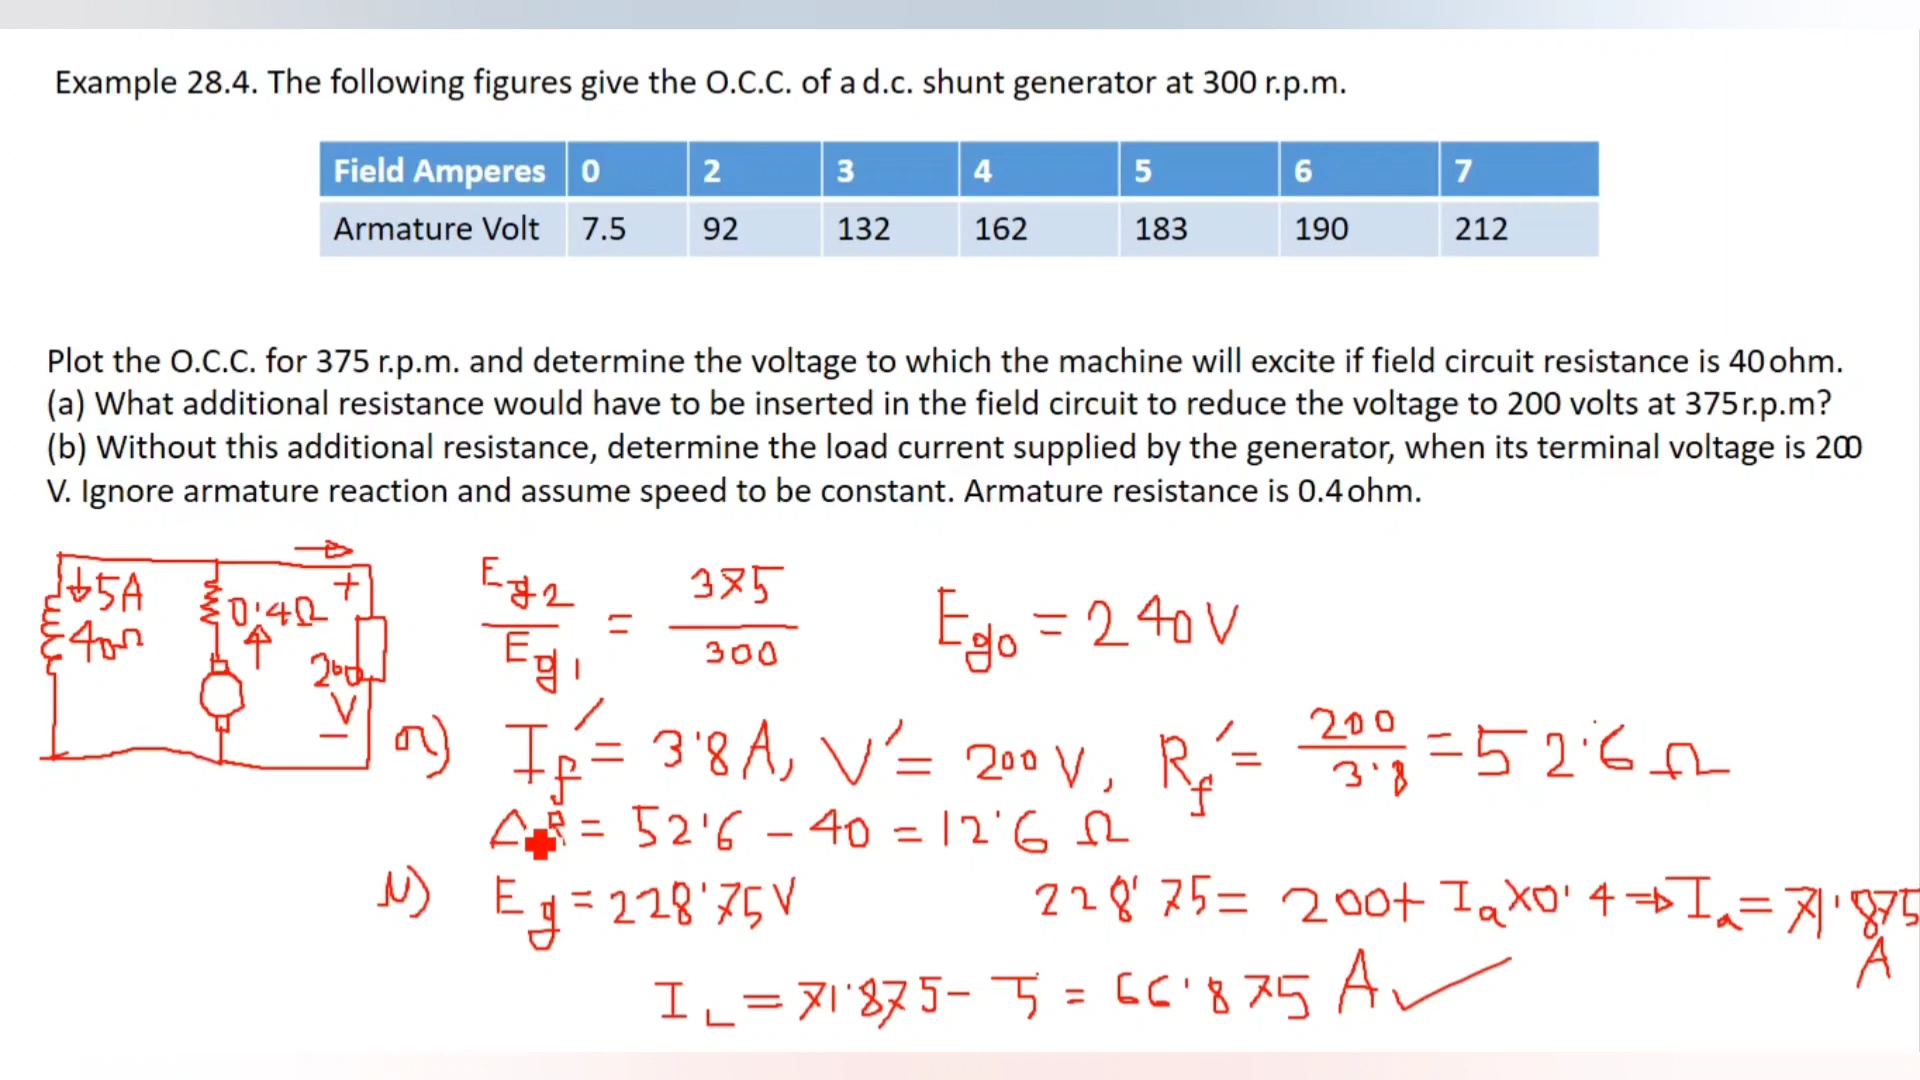 Example 28.4. The following figures give the O.C.C. of a d.c. shunt generator at 300 r.p.m.
Field Amperes 0 2 3 4 5 6 7
Armature Volt 7.5 92 132 162 183 190 212
Plot the O.C.C. for 375 r.p.m. and determine the voltage to which the machine will excite if field circuit resistance is 40 ohm.
(a) What additional resistance would have to be inserted in the field circuit to reduce the voltage to 200 volts at 375 r.p.m?
(b) Without this additional resistance, determine the load current supplied by the generator, when its terminal voltage is 200
V. Ignore armature reaction and assume speed to be constant. Armature resistance is 0.4 ohm.
5A
40Ω
0.4Ω
+
200
V
−
Eg2/Eg1 = 375/300 Ego = 240V
a) If' = 3.8A, V' = 200V, Rf' = 200/3.8 = 52.6Ω
= 52.6 − 40 = 12.6 Ω
Eg = 228.75V 228.75 = 200 + Ia×0.4 ⇒ Ia = 71.875
A
IL = 71.875 − 5 = 66.875 A